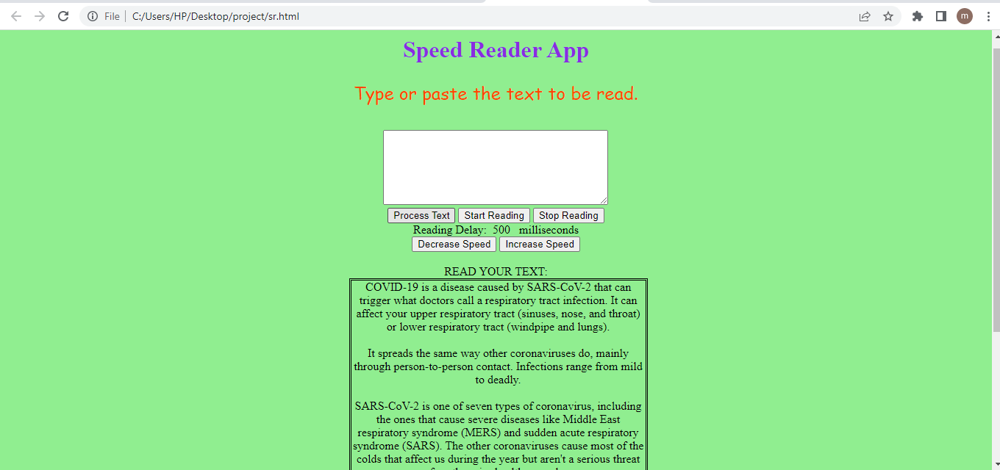 File C:/Users/HP/Desktop/project/sr.html
m
Speed Reader App
Type or paste the text to be read.
Process Text Start Reading Stop Reading
Reading Delay: 500 milliseconds
Decrease Speed Increase Speed
READ YOUR TEXT:
COVID-19 is a disease caused by SARS-CoV-2 that can
trigger what doctors call a respiratory tract infection. It can
affect your upper respiratory tract (sinuses, nose, and throat)
or lower respiratory tract (windpipe and lungs).
It spreads the same way other coronaviruses do, mainly
through person-to-person contact. Infections range from mild
to deadly.
SARS-CoV-2 is one of seven types of coronavirus, including
the ones that cause severe diseases like Middle East
respiratory syndrome (MERS) and sudden acute respiratory
syndrome (SARS). The other coronaviruses cause most of the
colds that affect us during the year but aren't a serious threat